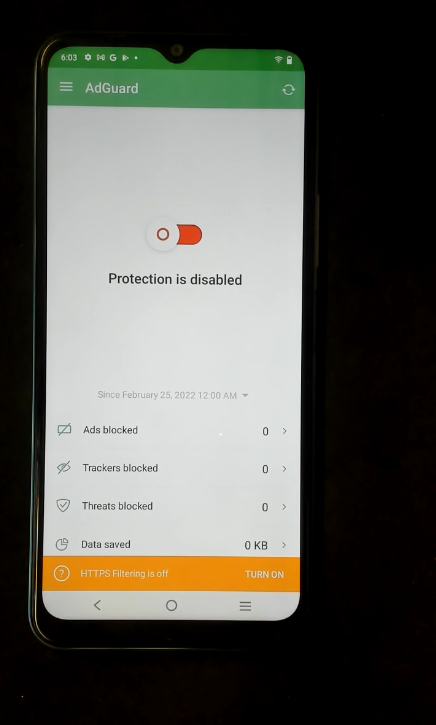 6:03
AdGuard
Protection is disabled
Since February 25, 2022 12:00 AM
Ads blocked 0
Trackers blocked 0
Threats blocked 0
Data saved 0 KB
HTTPS Filtering is off TURN ON